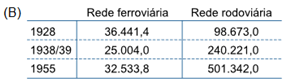 (B)
Rede ferroviária Rede rodoviária
1928 36.441,4 98.673,0
1938/39 25.004,0 240.221,0
1955 32.533,8 501.342,0